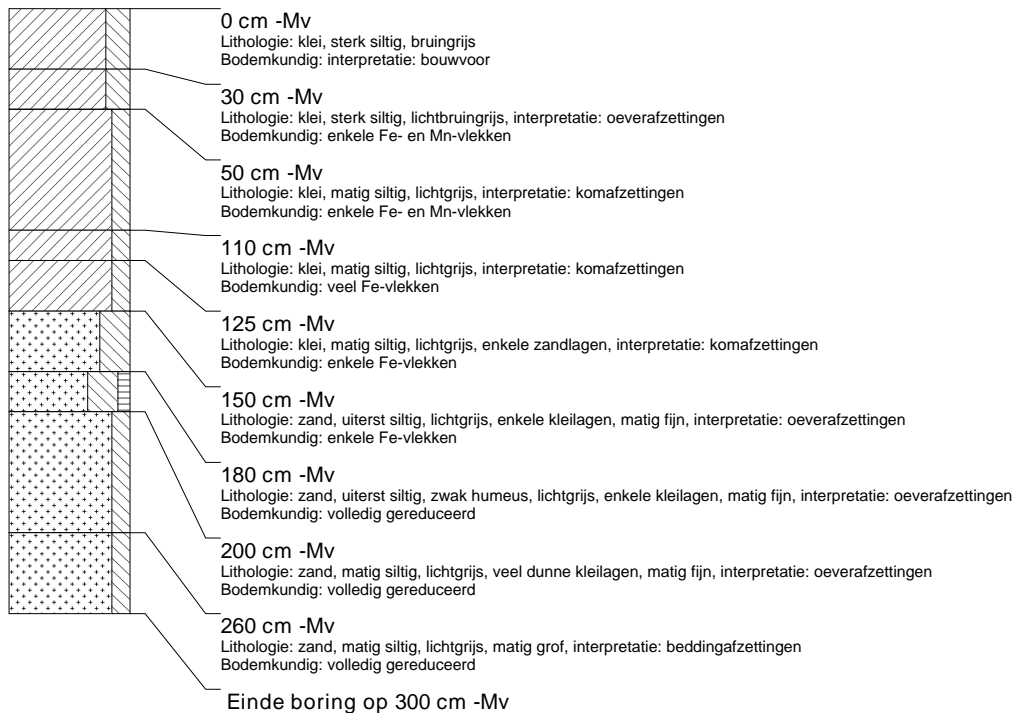 0 cm -Mv
Lithologie: klei, sterk siltig, bruingrijs
Bodemkundig: interpretatie: bouwvoor
30 cm -Mv
Lithologie: klei, sterk siltig, lichtbruingrijs, interpretatie: oeverafzettingen
Bodemkundig: enkele Fe- en Mn-vlekken
50 cm -Mv
Lithologie: klei, matig siltig, lichtgrijs, interpretatie: komafzettingen
Bodemkundig: enkele Fe- en Mn-vlekken
110 cm -Mv
Lithologie: klei, matig siltig, lichtgrijs, interpretatie: komafzettingen
Bodemkundig: veel Fe-vlekken
125 cm -Mv
Lithologie: klei, matig siltig, lichtgrijs, enkele zandlagen, interpretatie: komafzettingen
Bodemkundig: enkele Fe-vlekken
150 cm -Mv
Lithologie: zand, uiterst siltig, lichtgrijs, enkele kleilagen, matig fijn, interpretatie: oeverafzettingen
Bodemkundig: enkele Fe-vlekken
180 cm -Mv
Lithologie: zand, uiterst siltig, zwak humeus, lichtgrijs, enkele kleilagen, matig fijn, interpretatie: oeverafzettingen
Bodemkundig: volledig gereduceerd
200 cm -Mv
Lithologie: zand, matig siltig, lichtgrijs, veel dunne kleilagen, matig fijn, interpretatie: oeverafzettingen
Bodemkundig: volledig gereduceerd
260 cm -Mv
Lithologie: zand, matig siltig, lichtgrijs, matig grof, interpretatie: beddingafzettingen
Bodemkundig: volledig gereduceerd
Einde boring op 300 cm -Mv